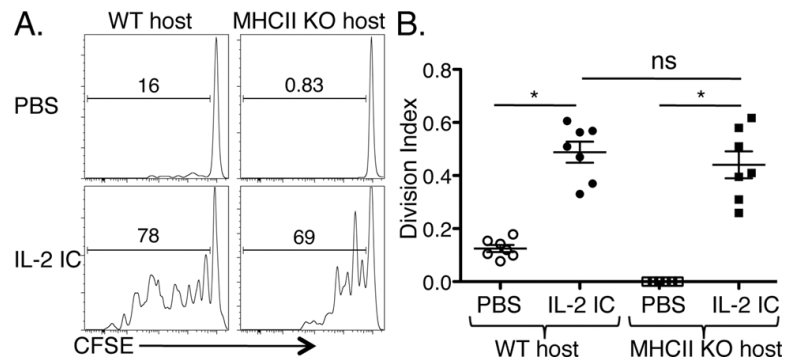 A.
WT host MHCII KO host
PBS
16 0.83
IL-2 IC
78 69
CFSE
B.
ns
* *
Division Index
0.8
0.6
0.4
0.2
0.0
PBS IL-2 IC PBS IL-2 IC
WT host MHCII KO host